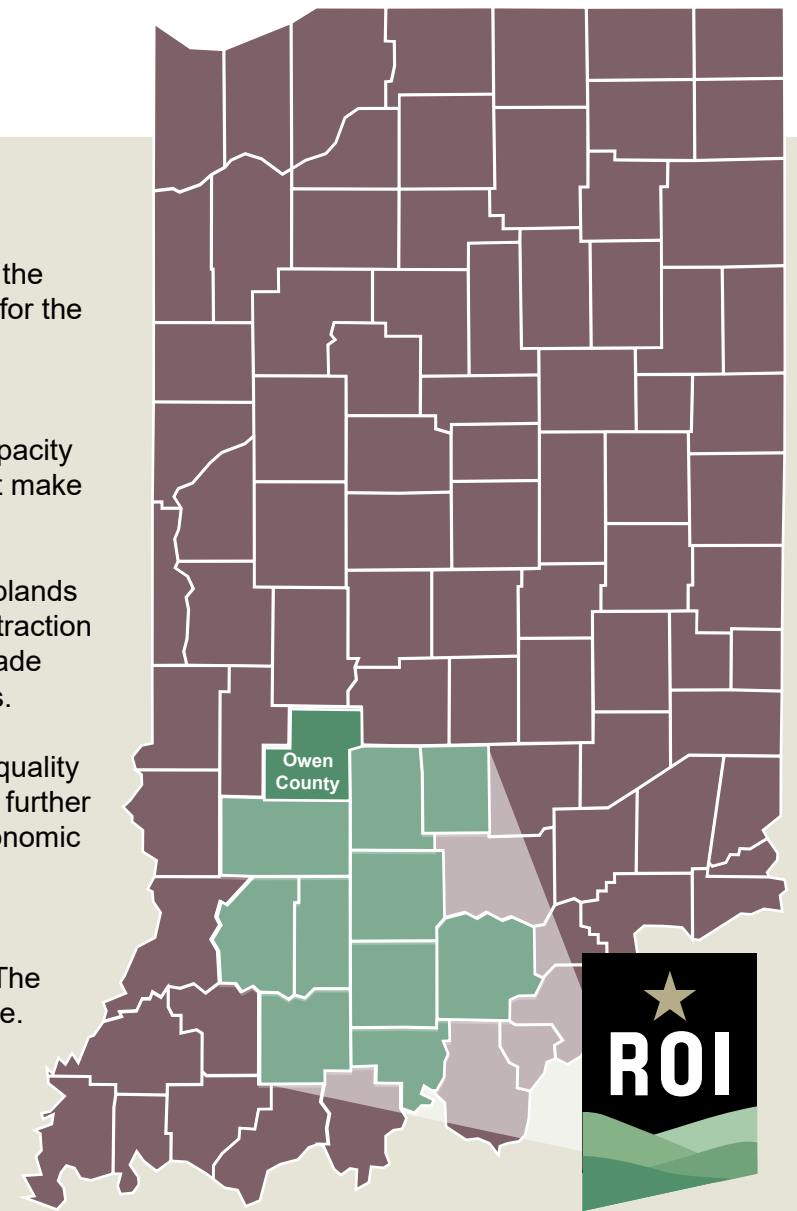 the
for the
pacity
t make
plands
traction
ade
s.
quality
further
onomic
The
e.
Owen
County
ROI